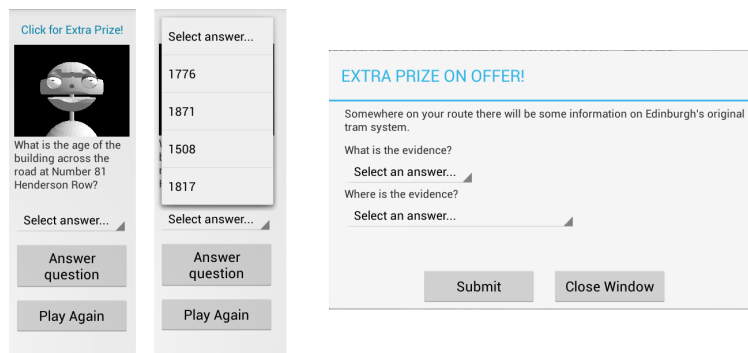 Click for Extra Prize!
What is the age of the
building across the
road at Number 81
Henderson Row?
Select answer...
Answer
question
Play Again
Select answer...
1776
1871
1508
1817
Select answer...
Answer
question
Play Again
EXTRA PRIZE ON OFFER!
Somewhere on your route there will be some information on Edinburgh's original
tram system.
What is the evidence?
Select an answer...
Where is the evidence?
Select an answer...
Submit
Close Window